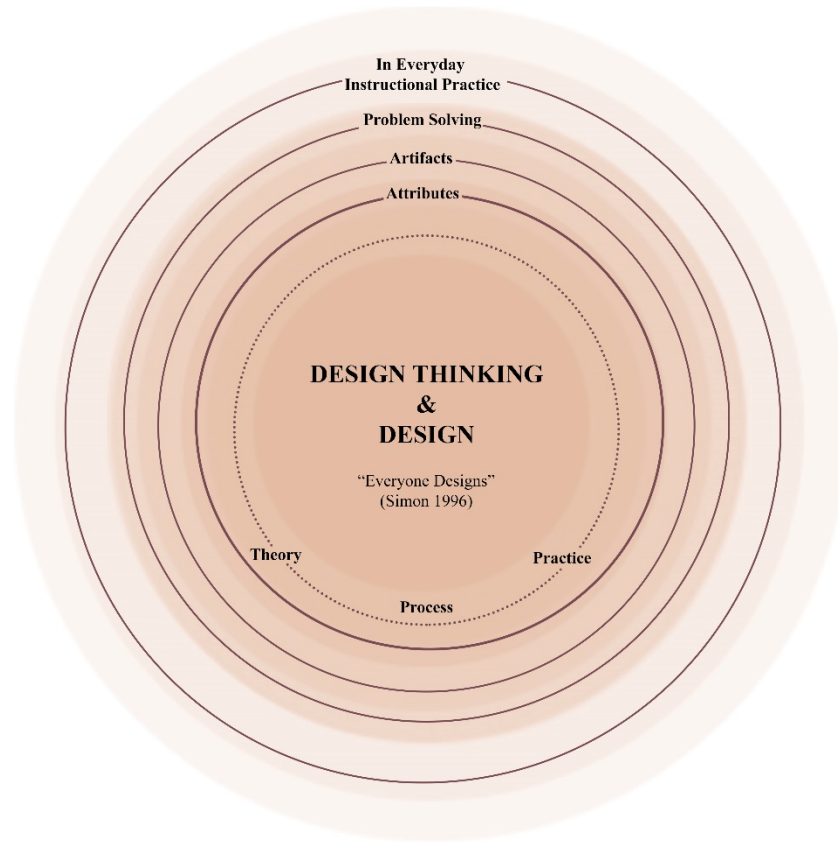 In Everyday
Instructional Practice
Problem Solving
Artifacts
Attributes
DESIGN THINKING
&
DESIGN
“Everyone Designs”
(Simon 1996)
Theory
Practice
Process